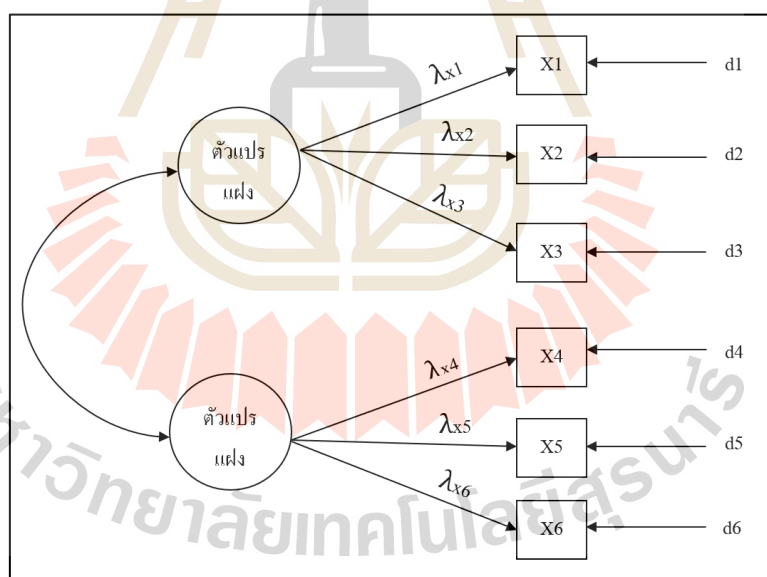 λx1
X1
d1
ตัวแปร
แฝง
λx2
X2
d2
λx3
X3
d3
λx4
X4
d4
ตัวแปร
แฝง
λx5
X5
d5
λx6
X6
d6
หาวิทยาลัยเทคโนโลยีสุรนาร